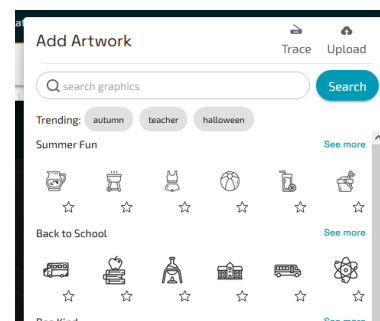 Add Artwork
Trace Upload
search graphics Search
Trending: autumn teacher halloween
Summer Fun See more
Back to School See more